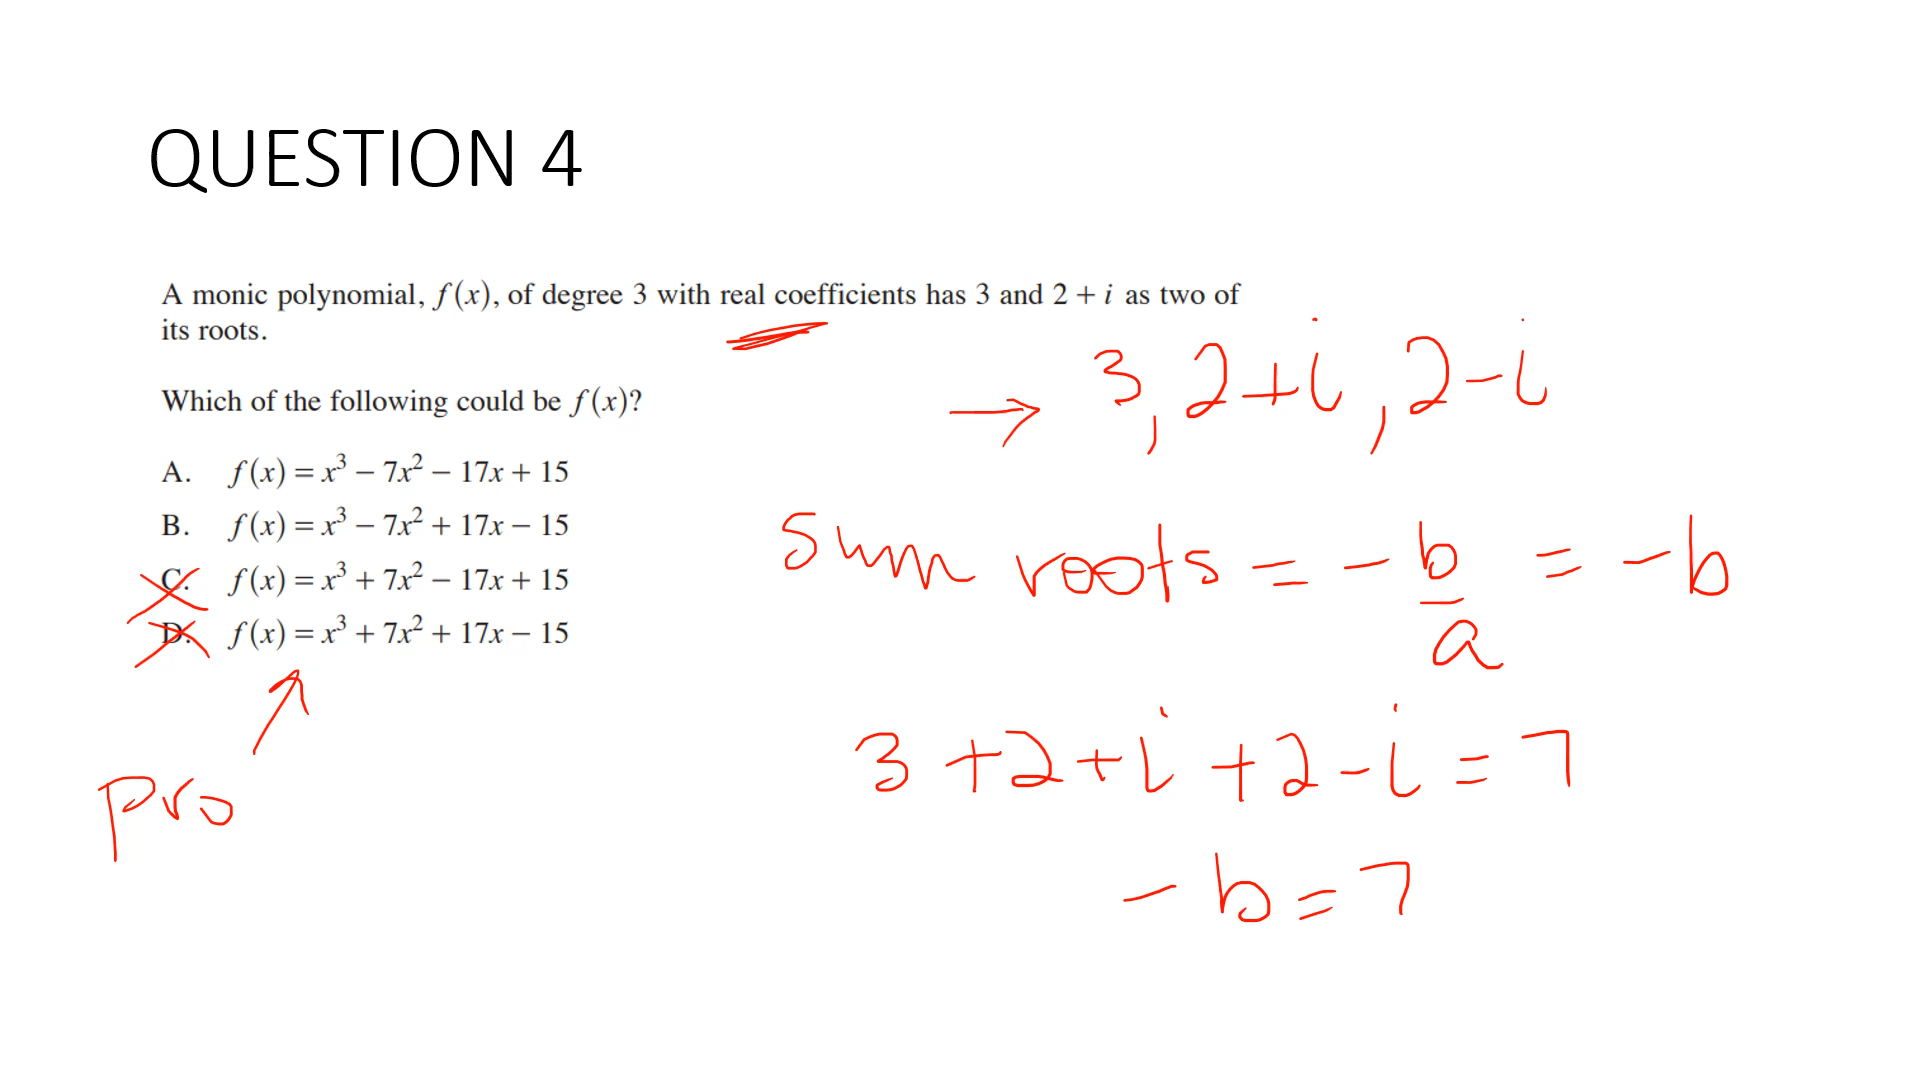 QUESTION 4
A monic polynomial, f(x), of degree 3 with real coefficients has 3 and 2 + i as two of
its roots.
→ 3, 2+i, 2-i
Which of the following could be f(x)?
A. f(x) = x³ – 7x² – 17x + 15
B. f(x) = x³ – 7x² + 17x – 15
C. f(x) = x³ + 7x² – 17x + 15
D. f(x) = x³ + 7x² + 17x – 15
sum roots = - b/a = -b
3 + 2 + i + 2 - i = 7
pro
- b = 7